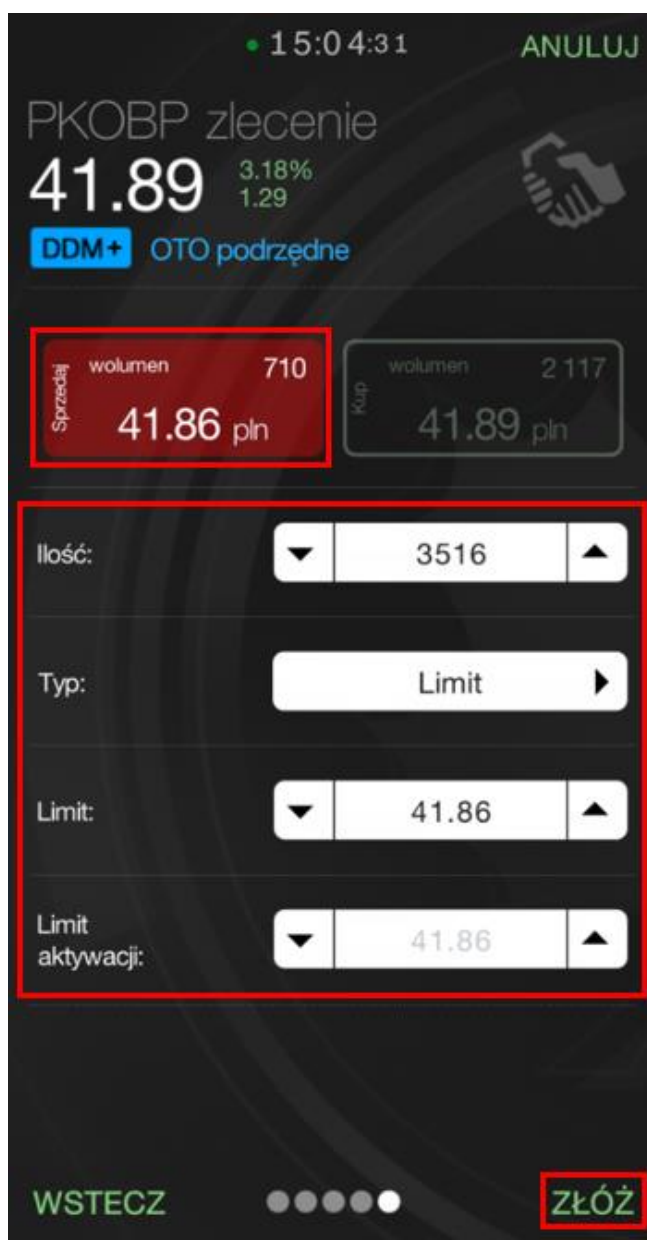 15:04:31 ANULUJ
PKOBP zlecenie
41.89 3.18%
1.29
DDM+ OTO podrzędne
Sprzedaj wolumen 710
41.86 pln
Kup wolumen 2 117
41.89 pln
Ilość: 3516
Typ: Limit
Limit: 41.86
Limit
aktywacji: 41.86
WSTECZ ZŁÓŻ